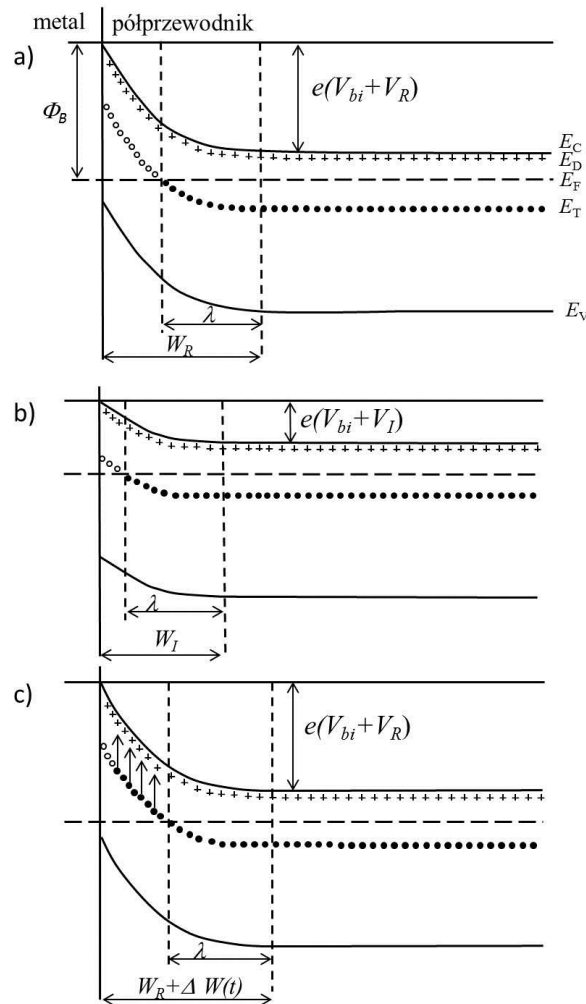 metal półprzewodnik
a)
Φ_B
e(V_bi+V_R)
E_C
E_D
E_F
E_T
E_V
λ
W_R
b)
e(V_bi+V_I)
λ
W_I
c)
e(V_bi+V_R)
λ
W_R+Δ W(t)